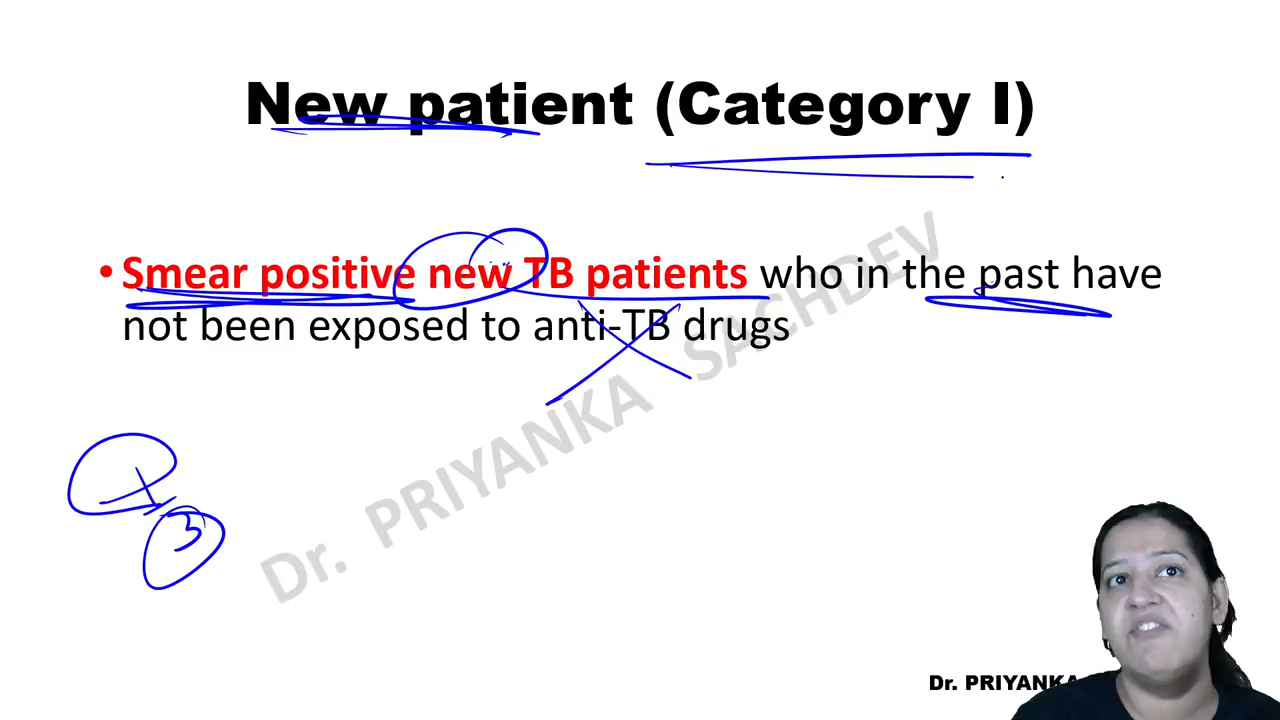 New patient (Category I)
• Smear positive new TB patients who in the past have
not been exposed to anti-TB drugs
Dr. PRIYANKA SACHDEV
3
Dr. PRIYANKA